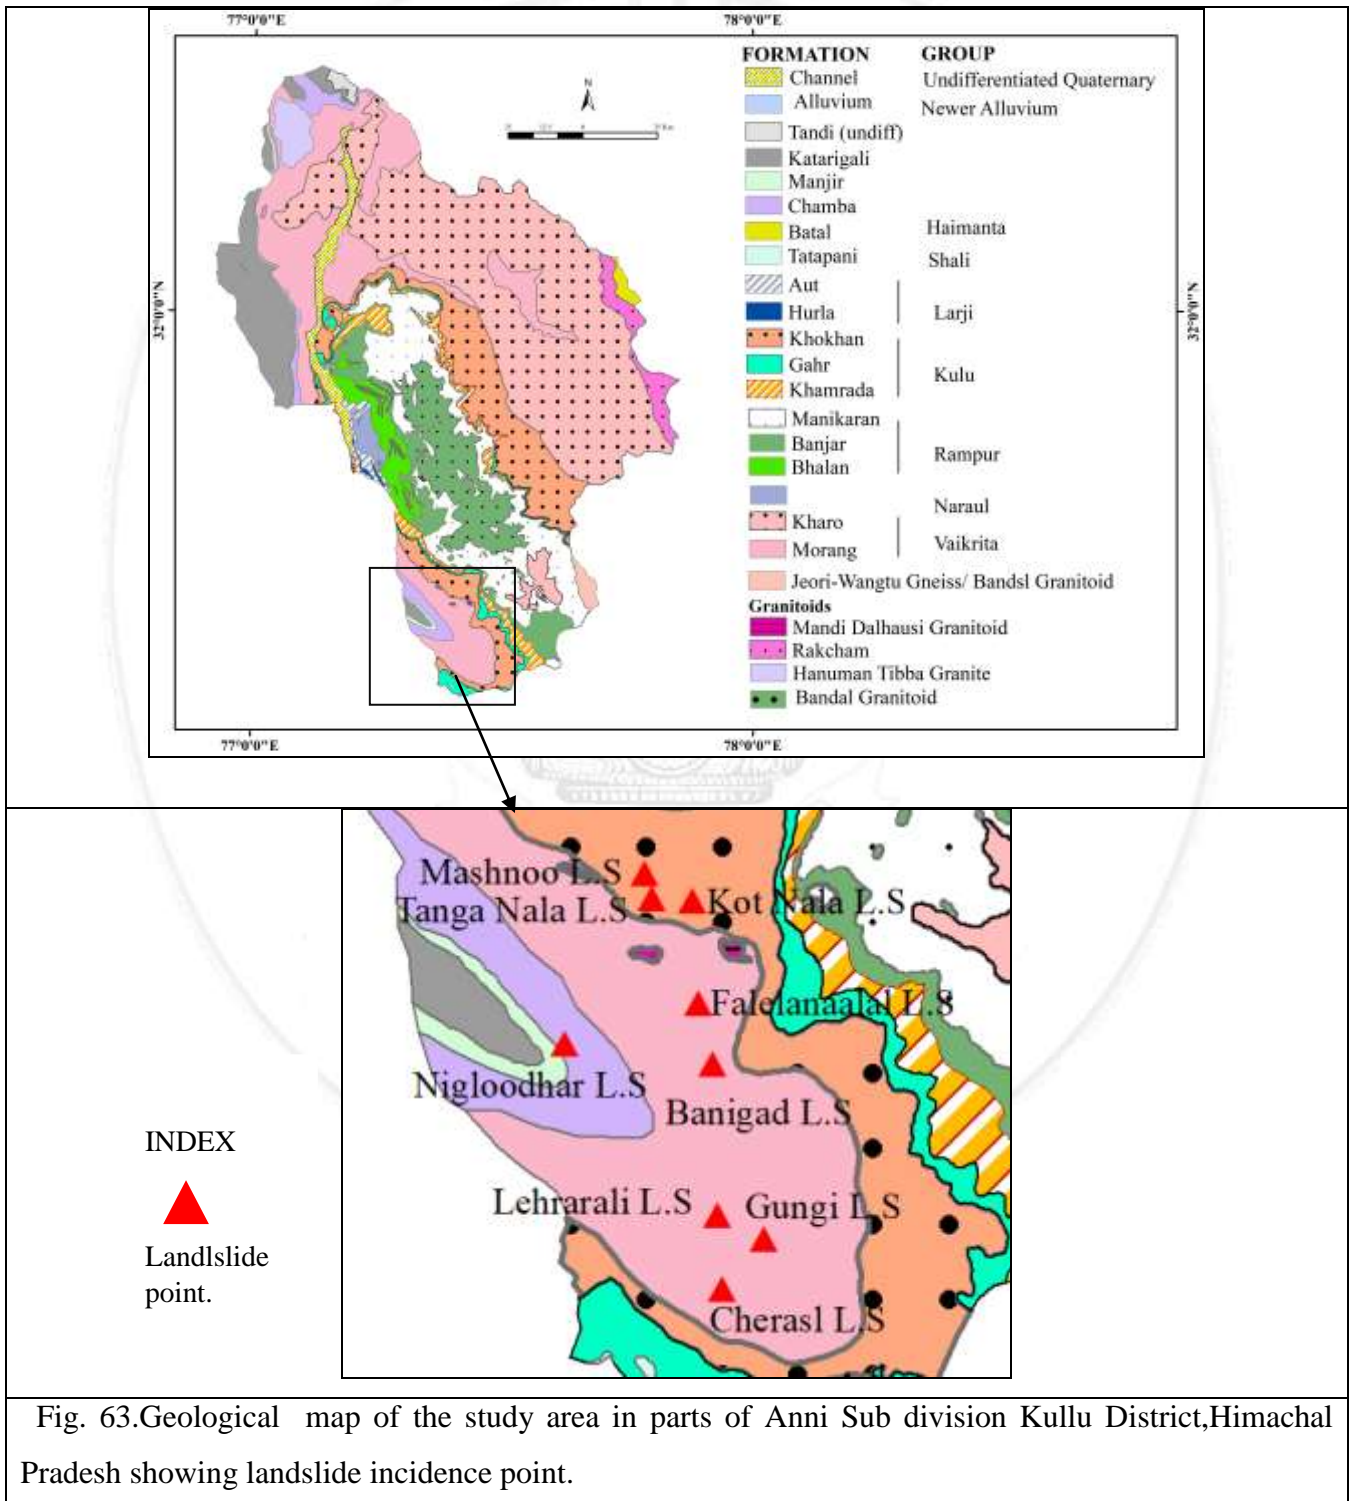 77°0'0"E 78°0'0"E
FORMATION GROUP
Channel Undifferentiated Quaternary
Alluvium Newer Alluvium
Tandi (undiff)
Katarigali
Manjir
Chamba
Batal Haimanta
Tatapani Shali
Aut
Hurla Larji
Khokhan
Gahr Kulu
Khamrada
Manikaran
Banjar
Bhalan Rampur
Naraul
Kharo
Morang Vaikrita
Jeori-Wangtu Gneiss/ Bandsl Granitoid
Granitoids
Mandi Dalhausi Granitoid
Rakcham
Hanuman Tibba Granite
Bandal Granitoid
N
32°0'0"N 32°0'0"N
77°0'0"E 78°0'0"E
Mashnoo L.S
Tanga Nala L.S Kot Nala L.S
Falelanaalal L.S
Nigloodhar L.S
Banigad L.S
Lehrarali L.S Gungi L.S
Cherasl L.S
INDEX
Landlslide
point.
Fig. 63.Geological map of the study area in parts of Anni Sub division Kullu District,Himachal
Pradesh showing landslide incidence point.